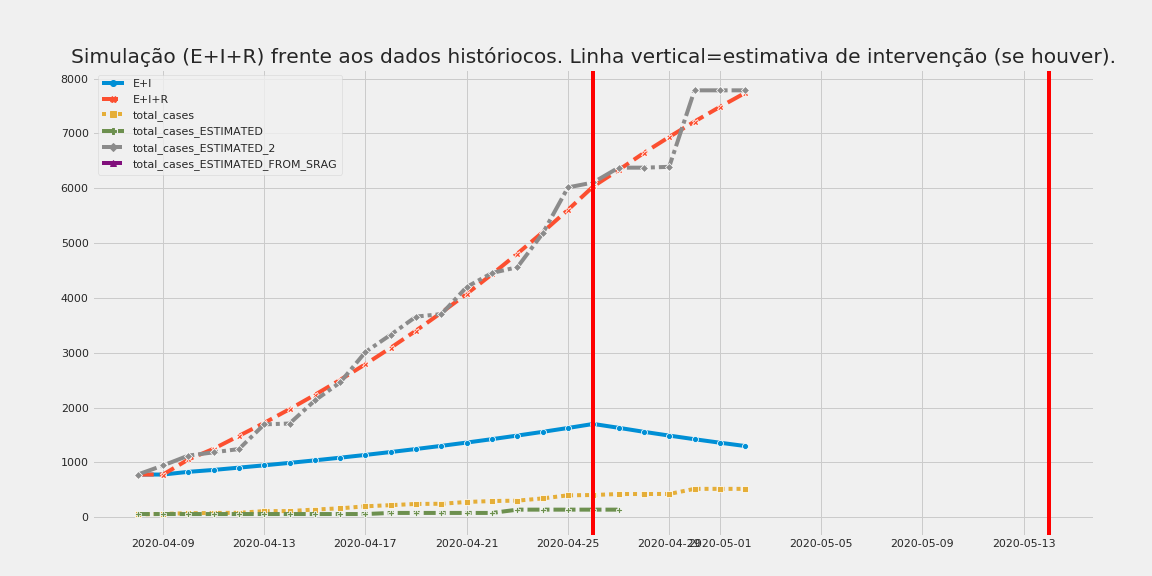 Simulação (E+I+R) frente aos dados históriocos. Linha vertical=estimativa de intervenção (se houver).
8000
7000
6000
5000
4000
3000
2000
1000
0
E+I
E+I+R
total_cases
total_cases_ESTIMATED
total_cases_ESTIMATED_2
total_cases_ESTIMATED_FROM_SRAG
2020-04-09 2020-04-13 2020-04-17 2020-04-21 2020-04-25 2020-04-29 2020-05-01 2020-05-05 2020-05-09 2020-05-13